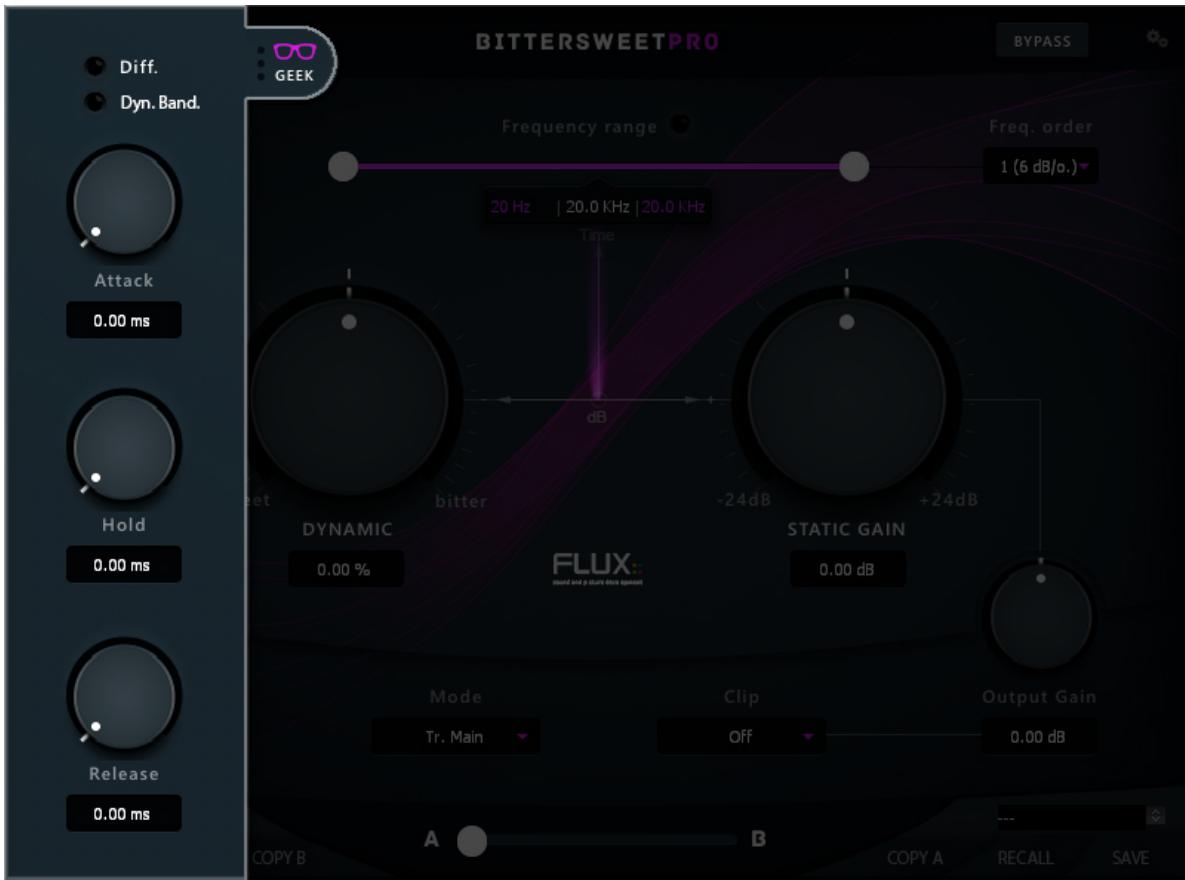 Diff.
Dyn. Band.
GEEK
BITTERSWEETPRO
BYPASS
Frequency range
Freq. order
1 (6 dB/o.)
20 Hz | 20.0 KHz | 20.0 KHz
Time
Attack
0.00 ms
dB
- +
eet bitter
-24dB +24dB
Hold
DYNAMIC
STATIC GAIN
0.00 ms
0.00 %
FLUX::
0.00 dB
Mode
Clip
Output Gain
Tr. Main
Off
0.00 dB
Release
0.00 ms
---
A B
COPY B
COPY A
RECALL
SAVE